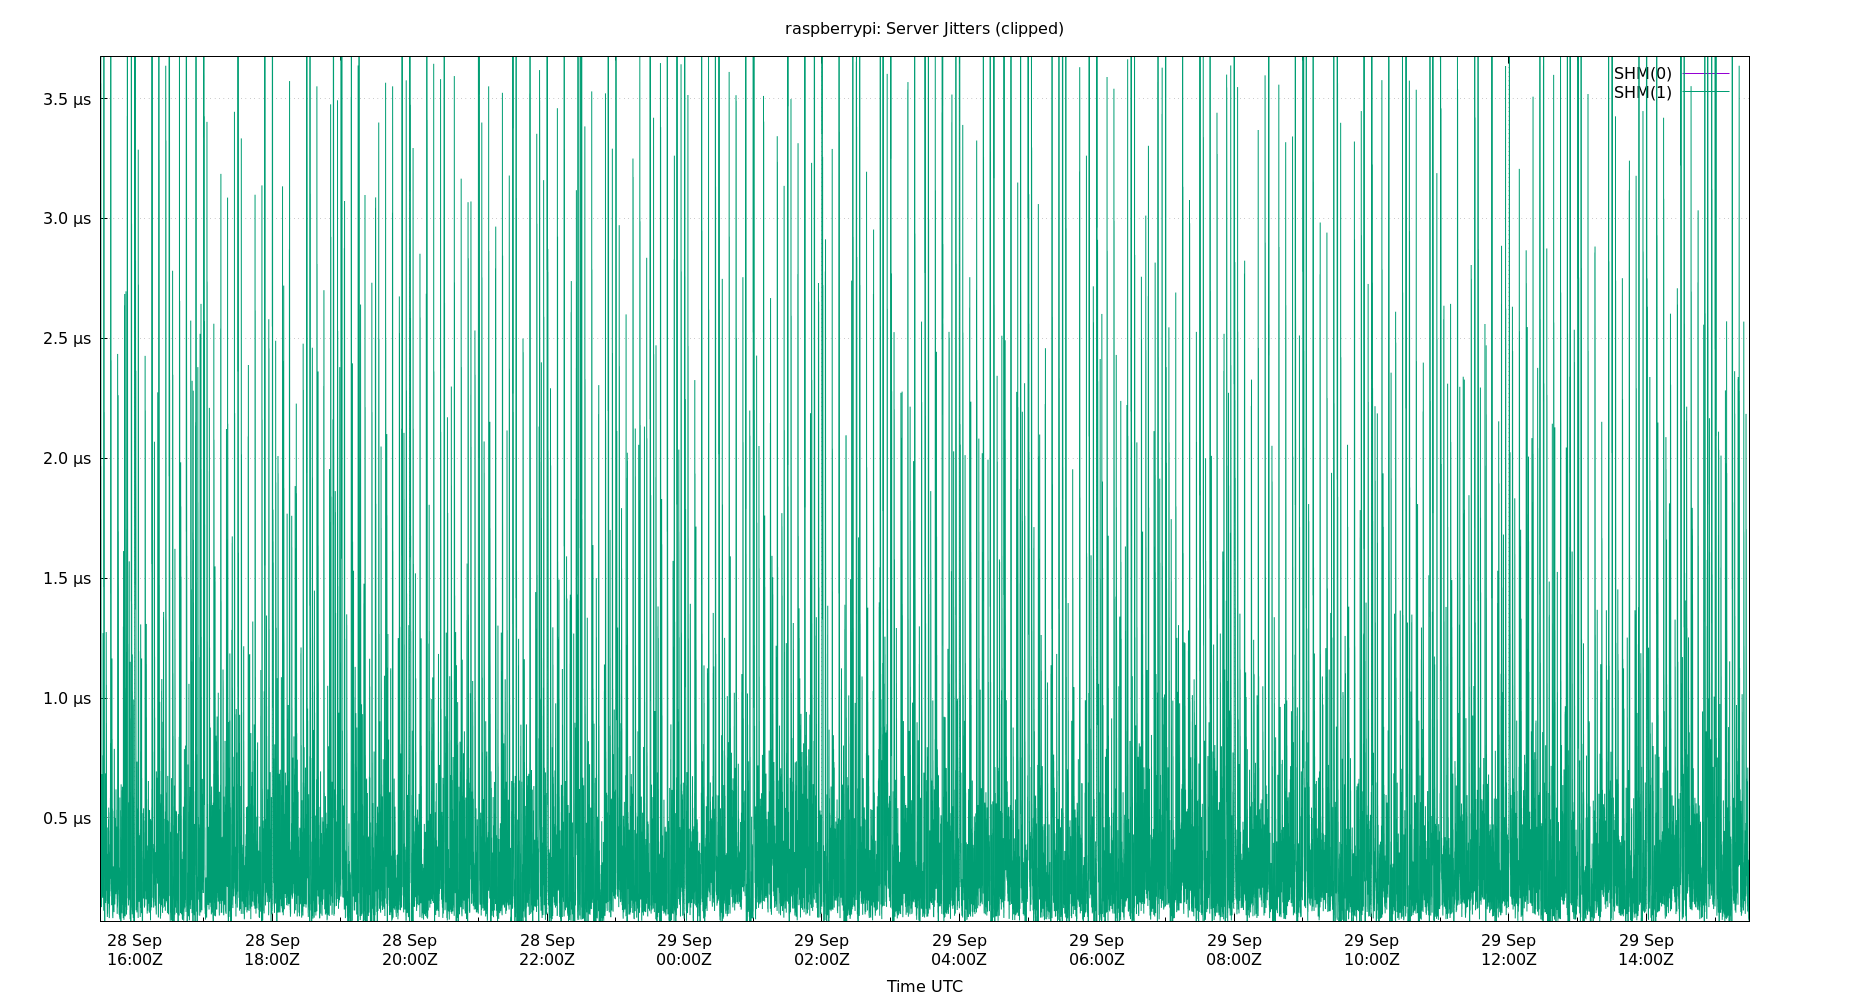 raspberrypi: Server Jitters (clipped)
SHM(0)
SHM(1)
3.5 µs
3.0 µs
2.5 µs
2.0 µs
1.5 µs
1.0 µs
0.5 µs
28 Sep 28 Sep 28 Sep 28 Sep 29 Sep 29 Sep 29 Sep 29 Sep 29 Sep 29 Sep 29 Sep 29 Sep
16:00Z 18:00Z 20:00Z 22:00Z 00:00Z 02:00Z 04:00Z 06:00Z 08:00Z 10:00Z 12:00Z 14:00Z
Time UTC